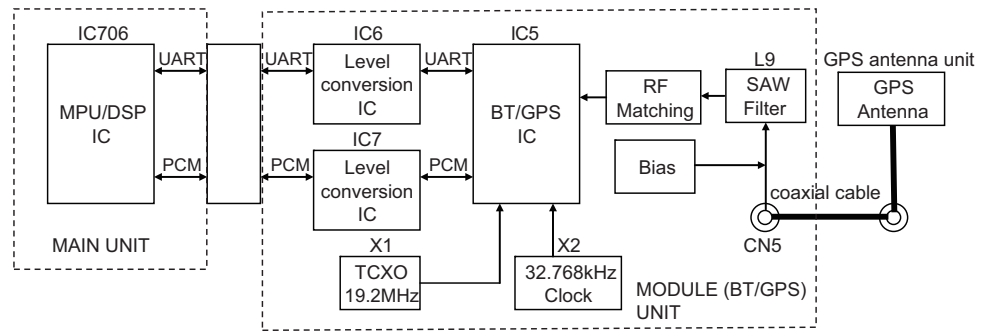 IC706
MPU/DSP
IC
UART
PCM
MAIN UNIT
UART
PCM
IC6
Level
conversion
IC
IC7
Level
conversion
IC
UART
PCM
IC5
BT/GPS
IC
X1
TCXO
19.2MHz
X2
32.768kHz
Clock
RF
Matching
L9
SAW
Filter
Bias
GPS antenna unit
GPS
Antenna
coaxial cable
CN5
MODULE (BT/GPS)
UNIT